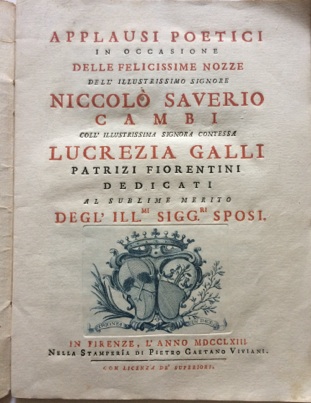 APPLAUSI POETICI
IN OCCASIONE
DELLE FELICISSIME NOZZE
DELL' ILLUSTRISSIMO SIGNORE
NICCOLÒ SAVERIO
CAMBI
COLL' ILLUSTRISSIMA SIGNORA CONTESSA
LUCREZIA GALLI
PATRIZI FIORENTINI
DEDICATI
AL SUBLIME MERITO
DEGL' ILL.MI SIGG.RI SPOSI.
IN FIRENZE, L'ANNO MDCCLXIII.
NELLA STAMPERÍA DI PIETRO GAETANO VIVIANI.
CON LICENZA DE' SUPERIORI.